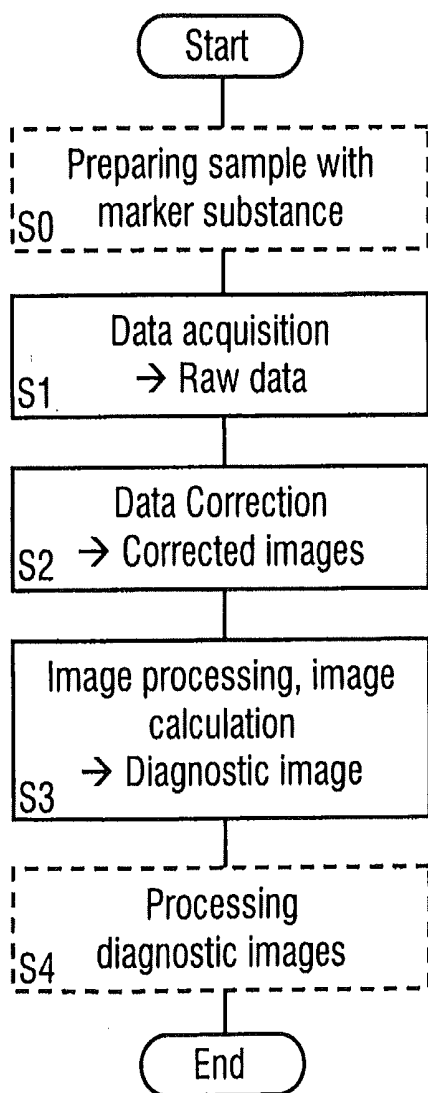 Start
Preparing sample with
marker substance
S0
Data acquisition
→ Raw data
S1
Data Correction
→ Corrected images
S2
Image processing, image
calculation
→ Diagnostic image
S3
Processing
diagnostic images
S4
End